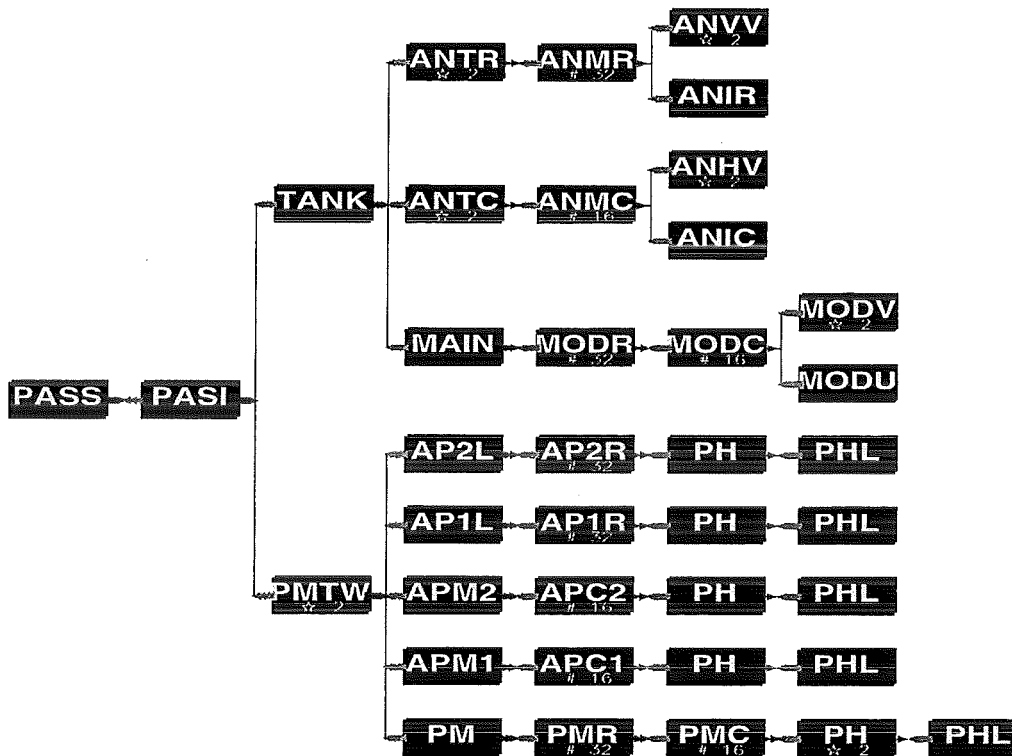 ANVV
☆ 2
ANTR
☆ 2
ANMR
# 32
ANIR
ANHV
☆ 2
TANK
ANTC
☆ 2
ANMC
# 16
ANIC
MODV
☆ 2
MAIN
MODR
# 32
MODC
# 16
MODU
PASS
PASI
AP2L
AP2R
# 32
PH
PHL
AP1L
AP1R
# 32
PH
PHL
PMTW
☆ 2
APM2
APC2
# 16
PH
PHL
APM1
APC1
# 16
PH
PHL
PM
PMR
# 32
PMC
# 16
PH
☆ 2
PHL